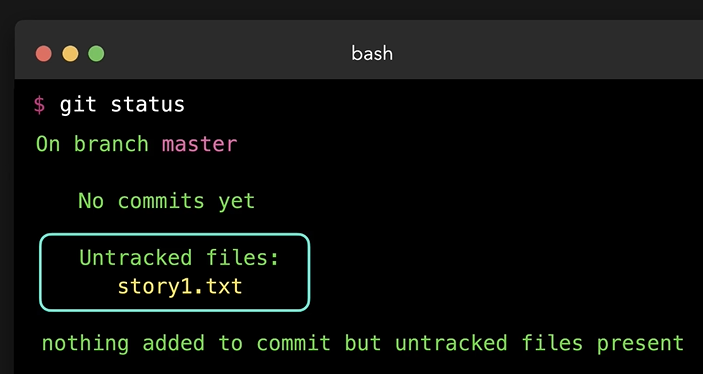 bash
$ git status
On branch master
No commits yet
Untracked files:
story1.txt
nothing added to commit but untracked files present